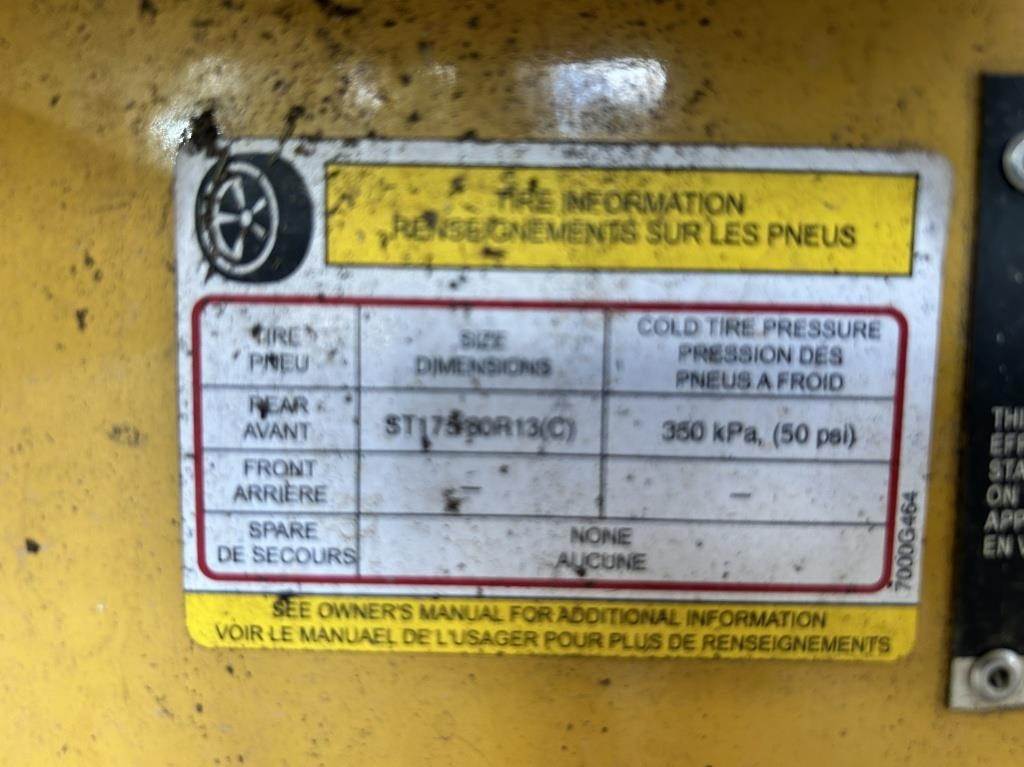 TIRE INFORMATION
RENSEIGNEMENTS SUR LES PNEUS
TIRE
PNEU
SIZE
DIMENSIONS
COLD TIRE PRESSURE
PRESSION DES
PNEUS A FROID
REAR
AVANT
ST175/80R13(C)
350 kPa, (50 psi)
FRONT
ARRIÈRE
–
–
SPARE
DE SECOURS
NONE
AUCUNE
7000G464
SEE OWNER'S MANUAL FOR ADDITIONAL INFORMATION
VOIR LE MANUAEL DE L'USAGER POUR PLUS DE RENSEIGNEMENTS
ON
EN